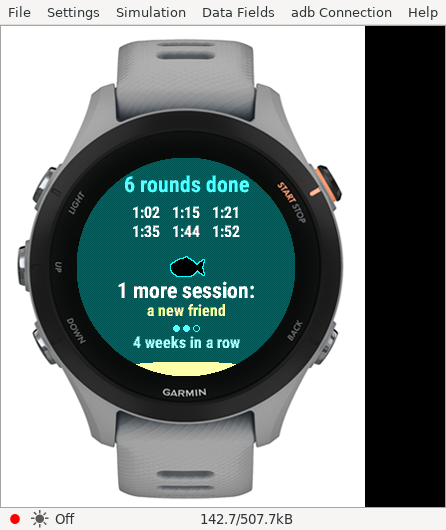 File Settings Simulation Data Fields adb Connection Help
6 rounds done
START STOP
LIGHT
1:02 1:15 1:21
1:35 1:44 1:52
UP
1 more session:
a new friend
DOWN
BACK
4 weeks in a row
GARMIN
Off 142.7/507.7kB